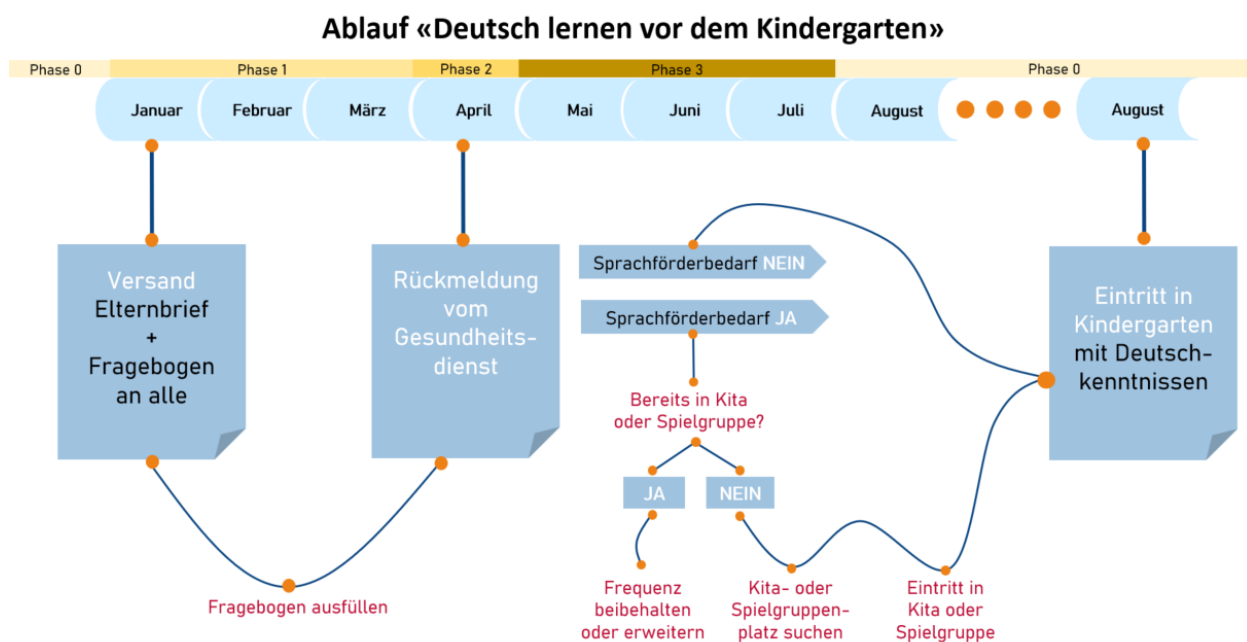 Ablauf «Deutsch lernen vor dem Kindergarten»
Phase 0
Phase 1
Phase 2
Phase 3
Phase 0
Januar
Februar
März
April
Mai
Juni
Juli
August
August
Versand
Elternbrief
+
Fragebogen
an alle
Fragebogen ausfüllen
Rückmeldung
vom
Gesundheits-
dienst
Sprachförderbedarf NEIN
Sprachförderbedarf JA
Bereits in Kita
oder Spielgruppe?
JA
NEIN
Frequenz
beibehalten
oder erweitern
Kita- oder
Spielgruppen-
platz suchen
Eintritt in
Kita oder
Spielgruppe
Eintritt in
Kindergarten
mit Deutsch-
kenntnissen